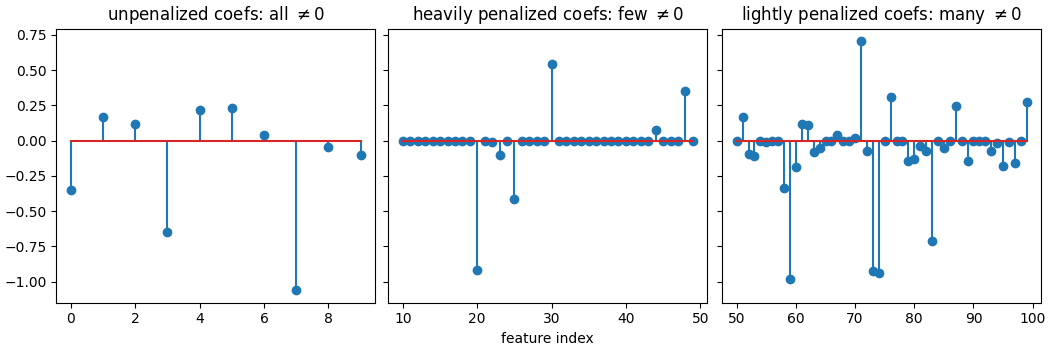 unpenalized coefs: all ≠0
heavily penalized coefs: few ≠0
lightly penalized coefs: many ≠0
0.75
0.50
0.25
0.00
−0.25
−0.50
−0.75
−1.00
0 2 4 6 8
10 20 30 40 50
50 60 70 80 90 100
feature index